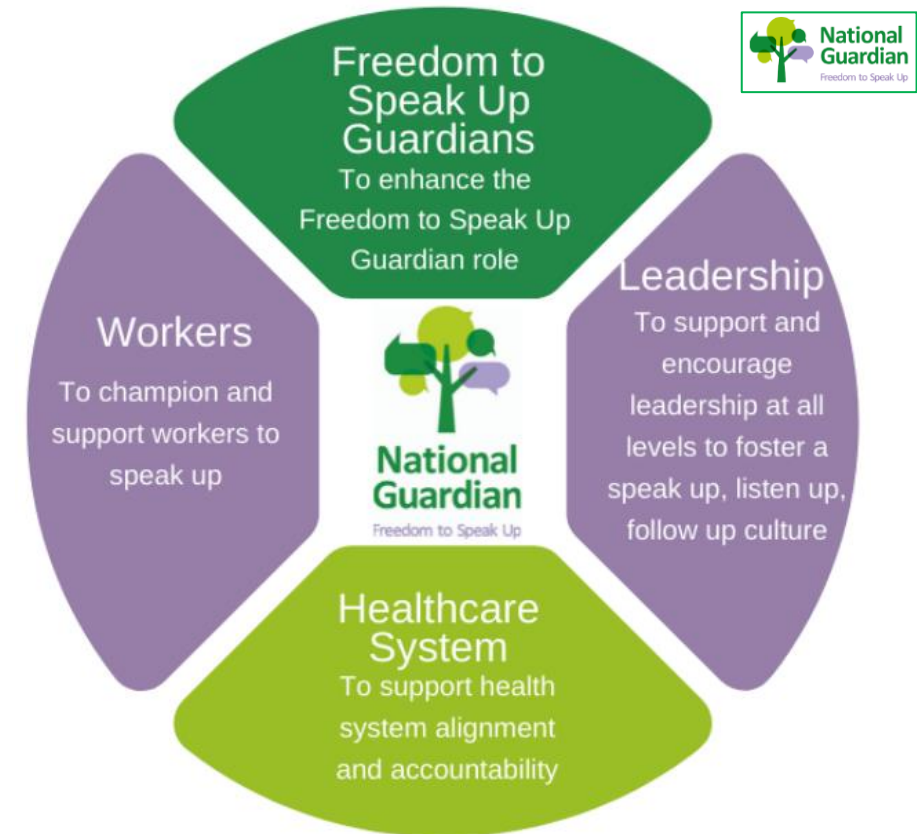 National
Guardian
Freedom to Speak Up
Freedom to
Speak Up
Guardians
To enhance the
Freedom to Speak Up
Guardian role
Workers
To champion and
support workers to
speak up
National
Guardian
Freedom to Speak Up
Leadership
To support and
encourage
leadership at all
levels to foster a
speak up, listen up,
follow up culture
Healthcare
System
To support health
system alignment
and accountability